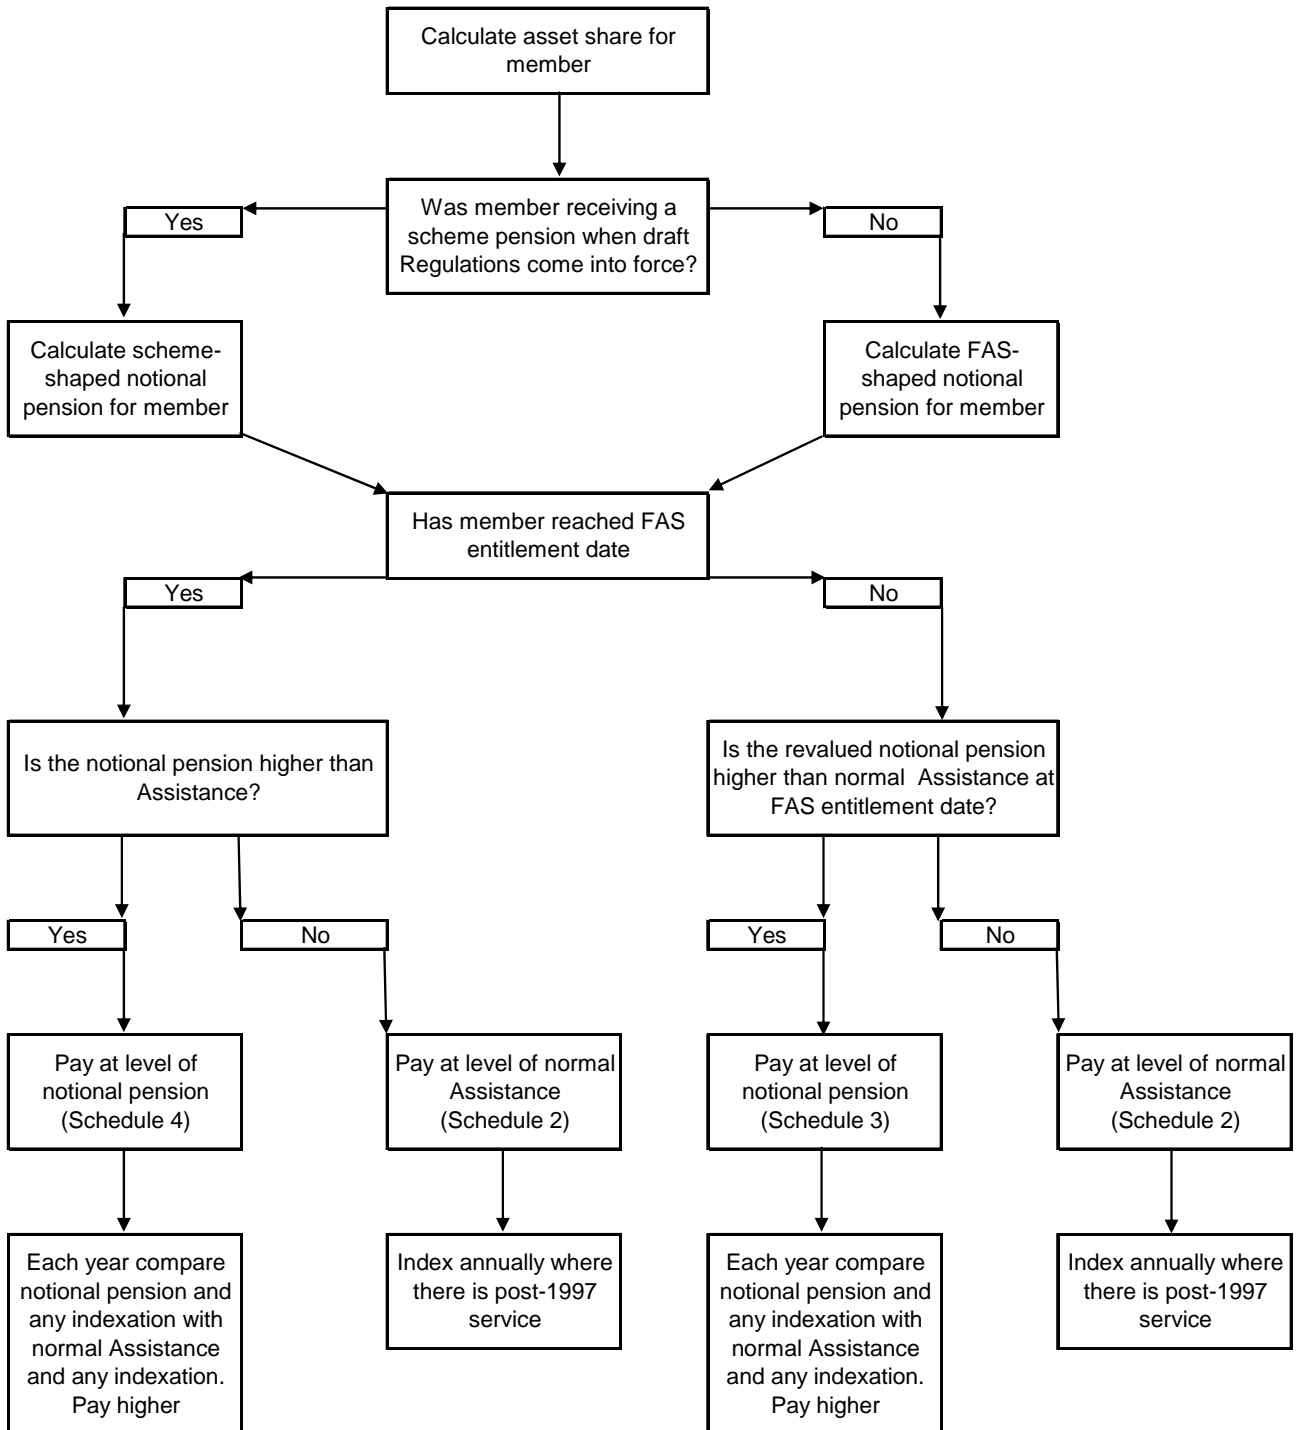 Calculate asset share for
member
Was member receiving a
scheme pension when draft
Regulations come into force?
Yes
No
Calculate scheme-
shaped notional
pension for member
Calculate FAS-
shaped notional
pension for member
Has member reached FAS
entitlement date
Yes
No
Is the notional pension higher than
Assistance?
Is the revalued notional pension
higher than normal Assistance at
FAS entitlement date?
Yes
No
Yes
No
Pay at level of
notional pension
(Schedule 4)
Pay at level of normal
Assistance
(Schedule 2)
Pay at level of
notional pension
(Schedule 3)
Pay at level of normal
Assistance
(Schedule 2)
Each year compare
notional pension and
any indexation with
normal Assistance
and any indexation.
Pay higher
Index annually where
there is post-1997
service
Each year compare
notional pension and
any indexation with
normal Assistance
and any indexation.
Pay higher
Index annually where
there is post-1997
service